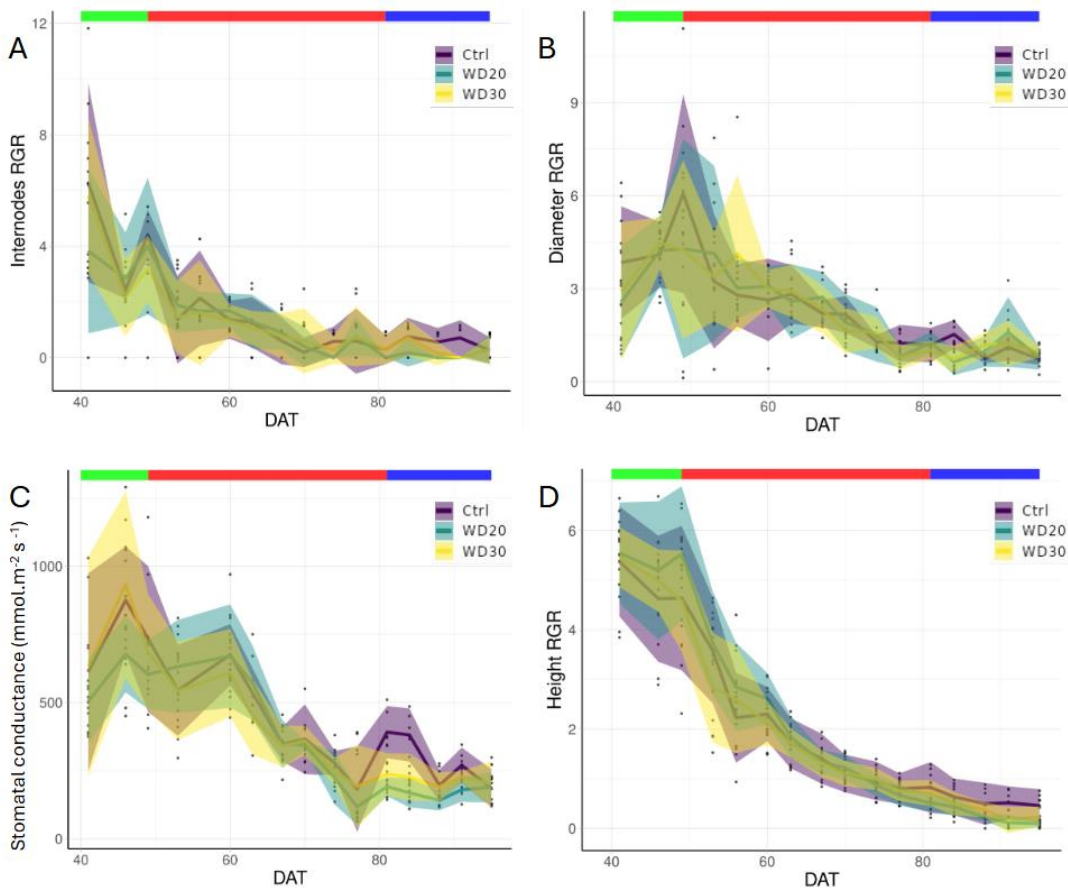 A
Internodes RGR
12
8
4
0
40 60 80
DAT
Ctrl
WD20
WD30
B
Diameter RGR
9
6
3
0
40 60 80
DAT
Ctrl
WD20
WD30
C
Stomatal conductance (mmol.m⁻² s⁻¹)
1000
500
0
40 60 80
DAT
Ctrl
WD20
WD30
D
Height RGR
6
4
2
0
40 60 80
DAT
Ctrl
WD20
WD30